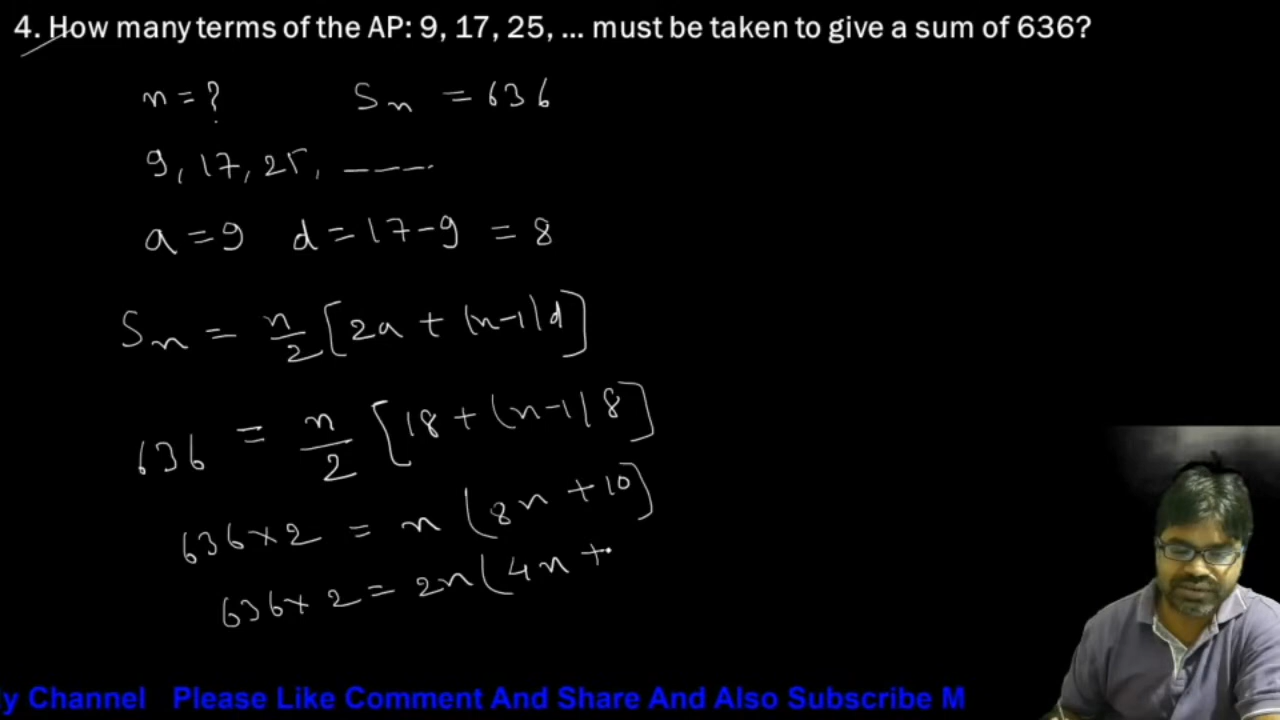 4. How many terms of the AP: 9, 17, 25, ... must be taken to give a sum of 636?
n = ? Sn = 636
9, 17, 25, ----.
a = 9 d = 17-9 = 8
Sn = n/2 [2a + (n-1)d]
636 = n/2 [18 + (n-1)8]
636×2 = n (8n + 10)
636×2 = 2n (4n +
y Channel Please Like Comment And Share And Also Subscribe M